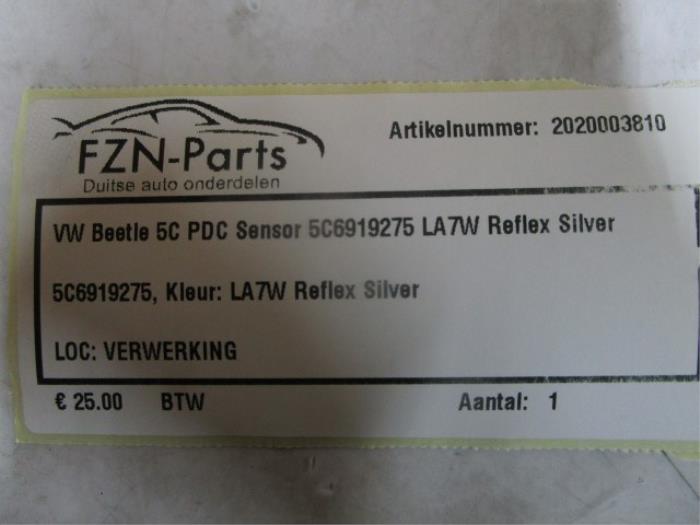 Artikelnummer: 2020003810
FZN-Parts
Duitse auto onderdelen
VW Beetle 5C PDC Sensor 5C6919275 LA7W Reflex Silver
5C6919275, Kleur: LA7W Reflex Silver
LOC: VERWERKING
€ 25.00 BTW Aantal: 1